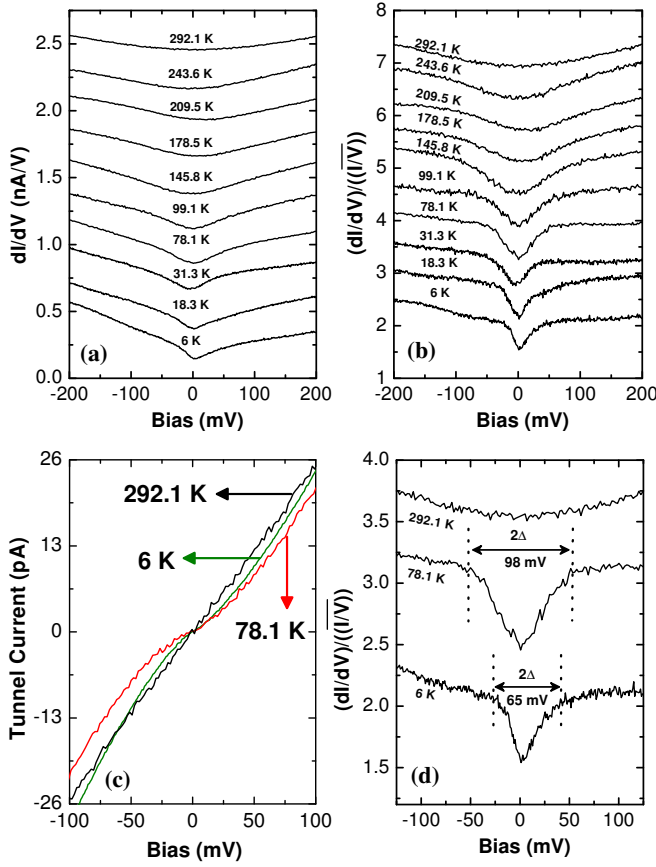 2.5
2.0
1.5
1.0
0.5
0.0
dI/dV (nA/V)
292.1 K
243.6 K
209.5 K
178.5 K
145.8 K
99.1 K
78.1 K
31.3 K
18.3 K
6 K
(a)
-200 -100 0 100 200
Bias (mV)
8
7
6
5
4
3
2
1
(dI/dV)/((I/V))
292.1 K
243.6 K
209.5 K
178.5 K
145.8 K
99.1 K
78.1 K
31.3 K
18.3 K
6 K
(b)
-200 -100 0 100 200
Bias (mV)
26
13
0
-13
-26
Tunnel Current (pA)
292.1 K
6 K
78.1 K
(c)
-100 -50 0 50 100
Bias (mV)
4.0
3.5
3.0
2.5
2.0
1.5
(dI/dV)/((I/V))
292.1 K
2Δ
98 mV
78.1 K
2Δ
65 mV
6 K
(d)
-100 -50 0 50 100
Bias (mV)